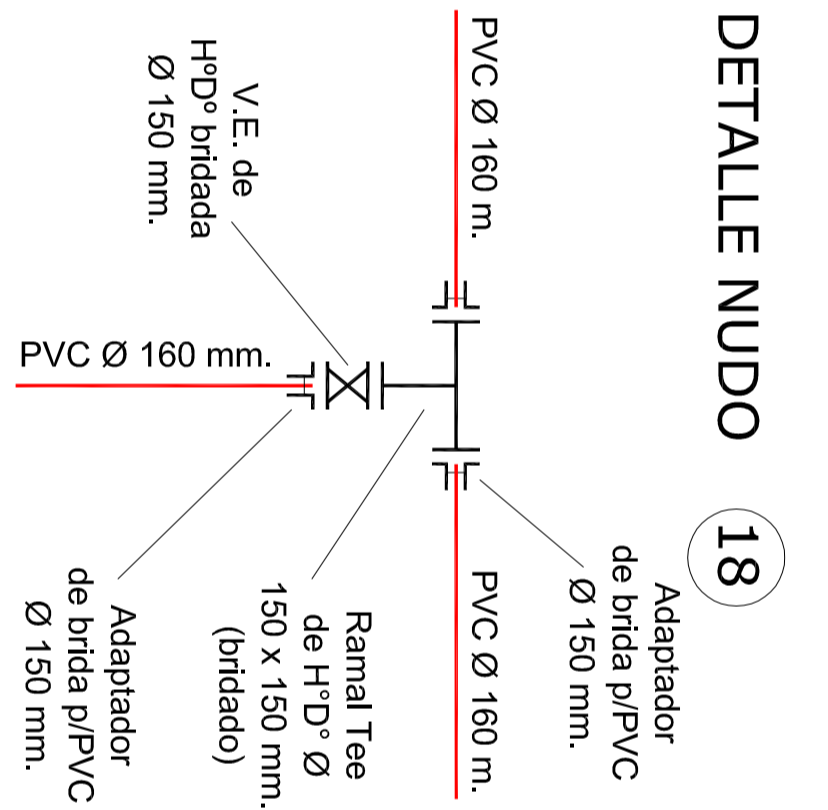 DETALLE NUDO 18
PVC Ø 160 m.
PVC Ø 160 m.
Adaptador
de brida p/PVC
Ø 150 mm.
V.E. de
HºDº bridada
Ø 150 mm.
PVC Ø 160 mm.
Ramal Tee
de H°D° Ø
150 x 150 mm.
(bridado)
Adaptador
de brida p/PVC
Ø 150 mm.